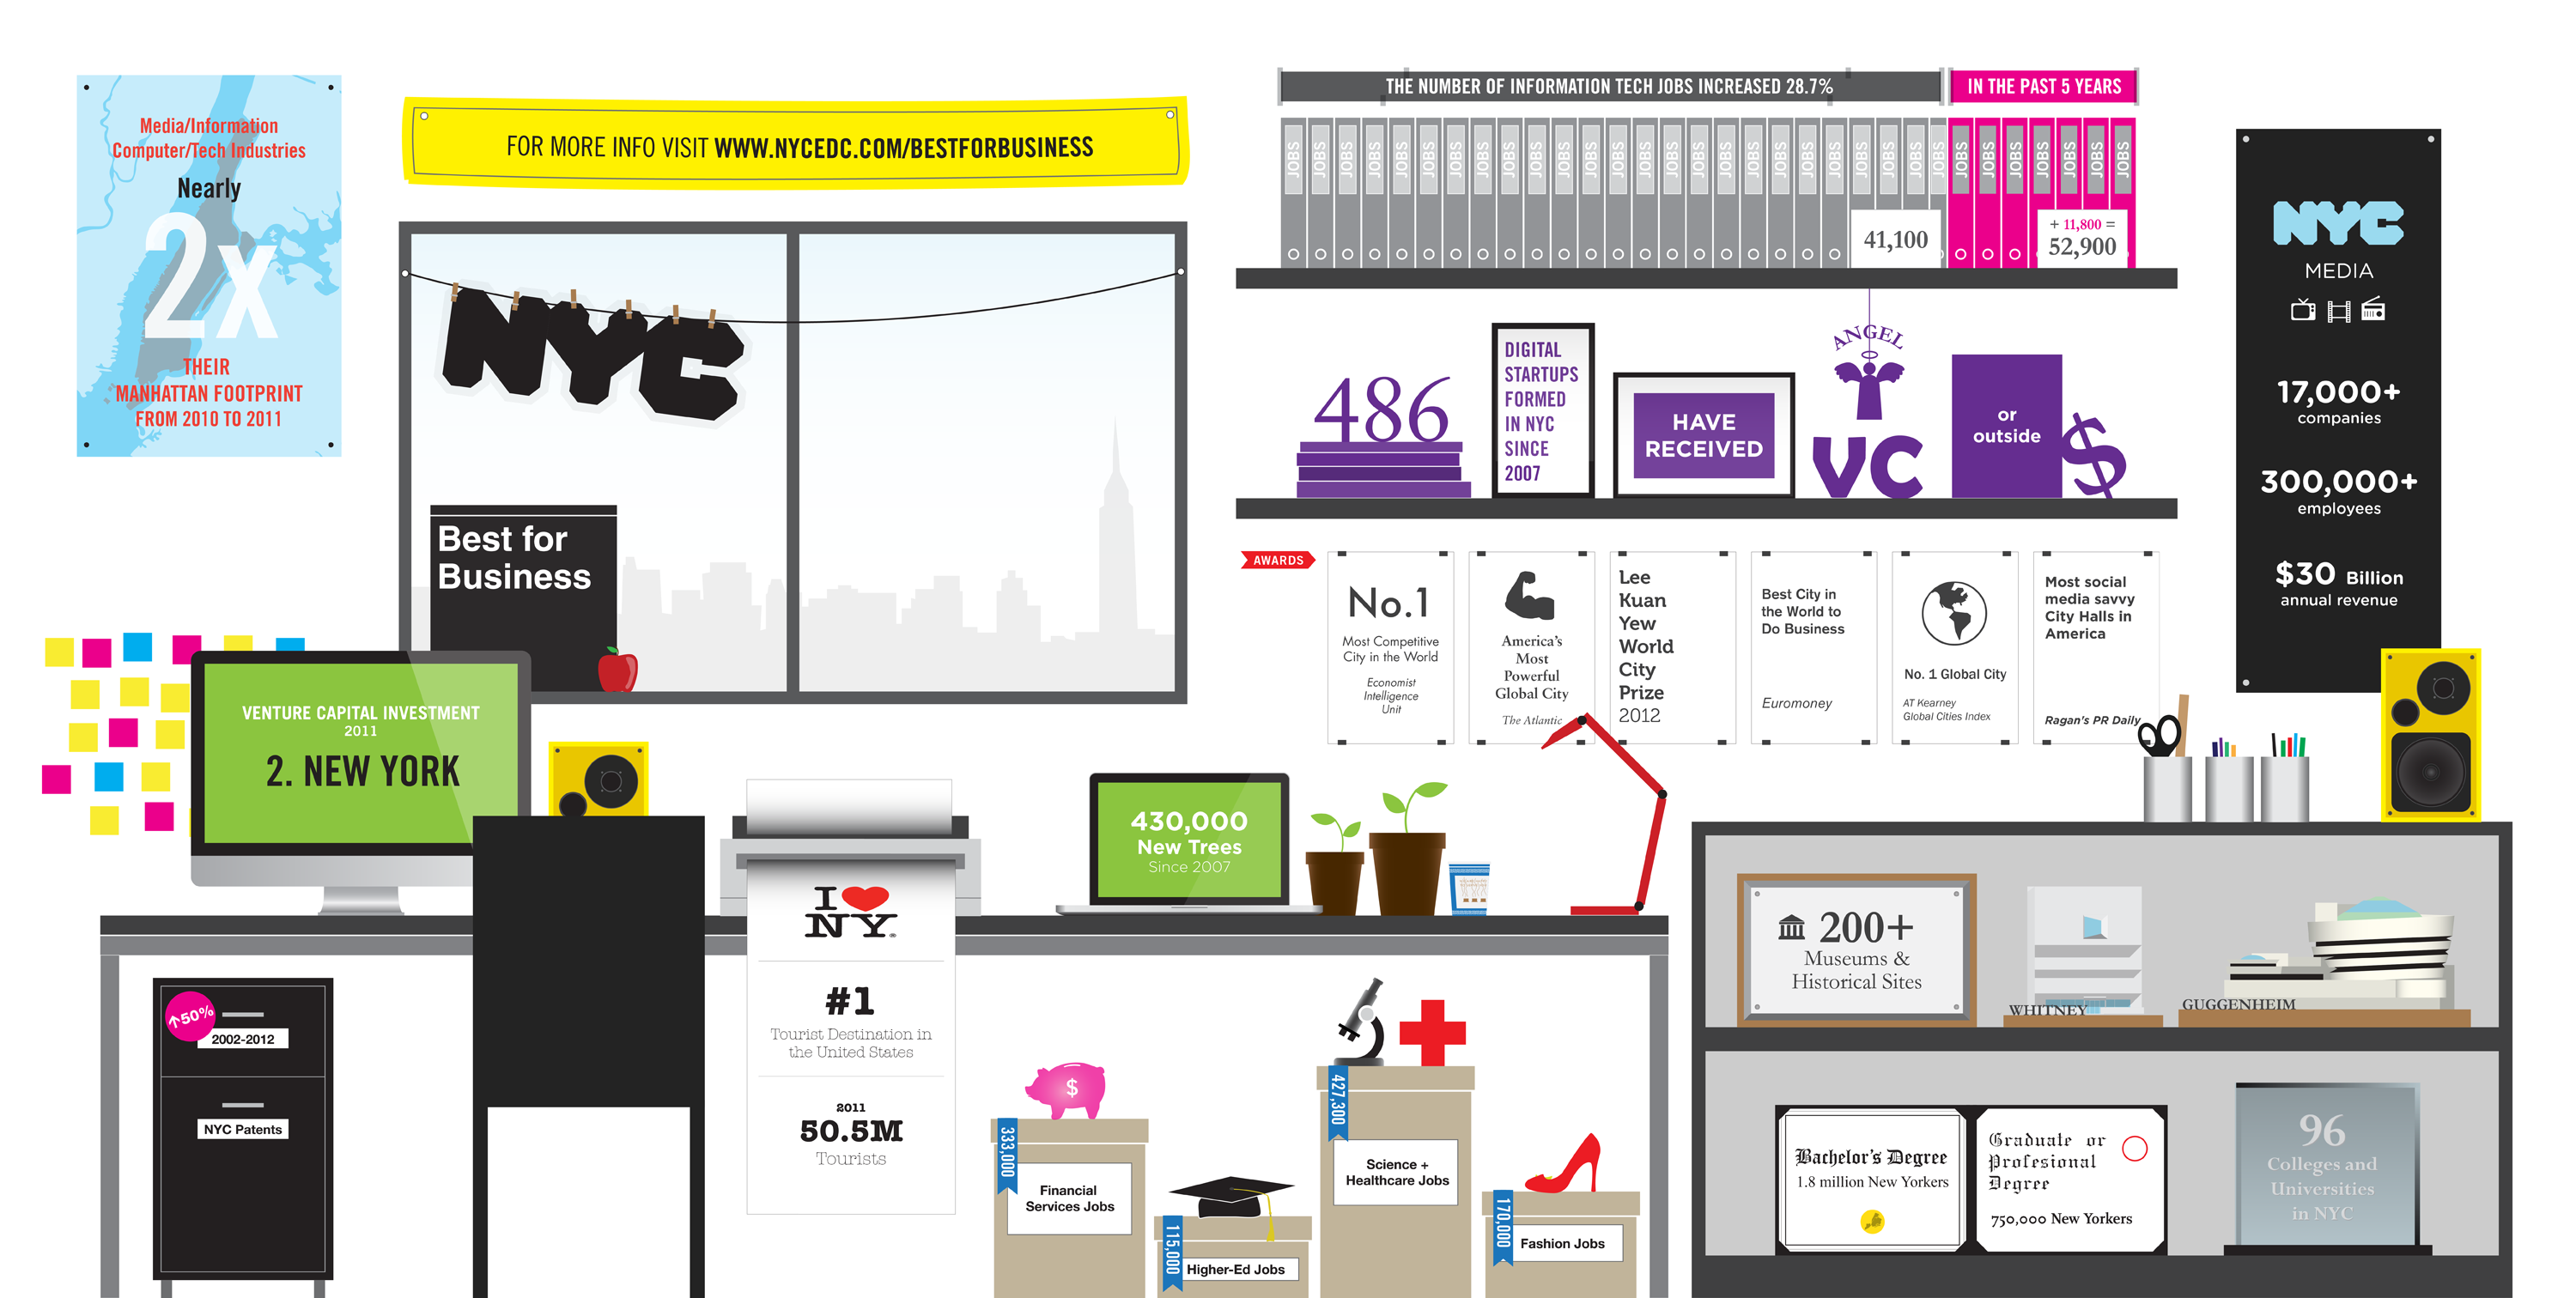 Media/Information
Computer/Tech Industries
Nearly
2x
THEIR
MANHATTAN FOOTPRINT
FROM 2010 TO 2011
FOR MORE INFO VISIT WWW.NYCEDC.COM/BESTFORBUSINESS
NYC
Best for
Business
THE NUMBER OF INFORMATION TECH JOBS INCREASED 28.7%
IN THE PAST 5 YEARS
JOBS JOBS JOBS JOBS JOBS JOBS JOBS JOBS JOBS JOBS JOBS JOBS JOBS JOBS JOBS JOBS JOBS JOBS JOBS JOBS JOBS JOBS JOBS JOBS JOBS JOBS JOBS JOBS JOBS JOBS JOBS JOBS
41,100
+ 11,800 =
52,900
486
DIGITAL
STARTUPS
FORMED
IN NYC
SINCE
2007
HAVE
RECEIVED
ANGEL
VC
or
outside
$
AWARDS
No.1
Most Competitive
City in the World
Economist
Intelligence
Unit
America's
Most
Powerful
Global City
The Atlantic
Lee
Kuan
Yew
World
City
Prize
2012
Best City in
the World to
Do Business
Euromoney
No. 1 Global City
AT Kearney
Global Cities Index
Most social
media savvy
City Halls in
America
Ragan's PR Daily
NYC
MEDIA
17,000+
companies
300,000+
employees
$30 Billion
annual revenue
VENTURE CAPITAL INVESTMENT
2011
2. NEW YORK
430,000
New Trees
Since 2007
I
NY
#1
Tourist Destination in
the United States
2011
50.5M
Tourists
↑50%
2002-2012
NYC Patents
$
333,000
Financial
Services Jobs
115,000
Higher-Ed Jobs
427,300
Science +
Healthcare Jobs
170,000
Fashion Jobs
200+
Museums &
Historical Sites
WHITNEY
GUGGENHEIM
Bachelor's Degree
1.8 million New Yorkers
Graduate or
Profesional
Degree
750,000 New Yorkers
96
Colleges and
Universities
in NYC